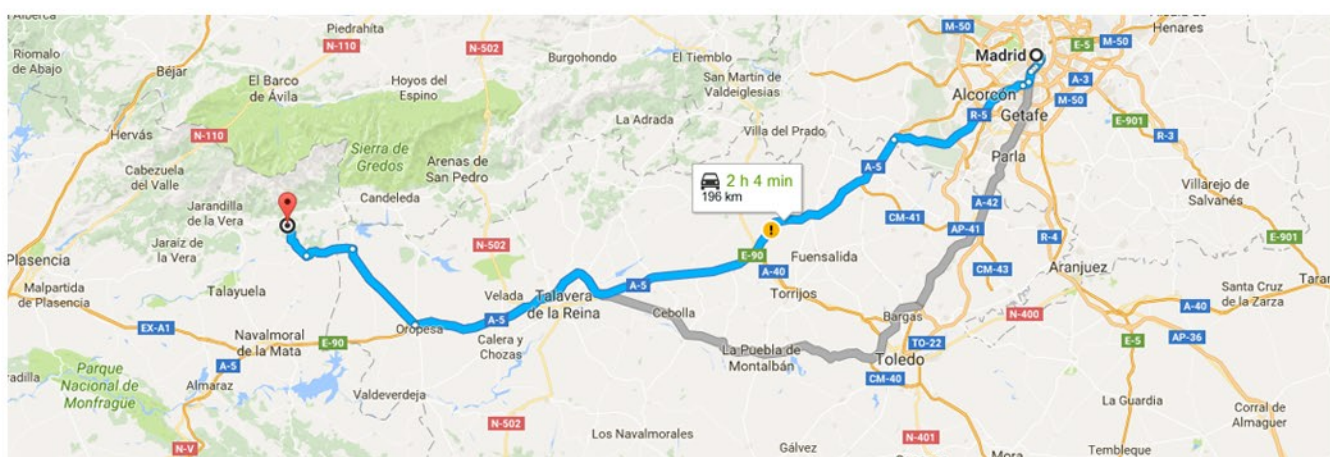 Piedrahita
Riomalo
de Abajo
N-110
N-502
Burgohondo
El Tiemblo
M-50
Madrid
E-5
M-50
Henares
Béjar
El Barco
de Ávila
Hoyos del
Espino
San Martín de
Valdeiglesias
A-3
Alcorcón
M-50
Getafe
Hervás
N-110
La Adrada
Villa del Prado
R-5
E-901
R-3
Sierra de
Gredos
Arenas de
San Pedro
Cabezuela
del Valle
Parla
A-5
2 h 4 min
196 km
Candeleda
Villarejo de
Salvanés
Jarandilla
de la Vera
A-42
CM-41
AP-41
R-4
E-901
Jaraíz de
la Vera
N-502
Plasencia
E-90
Fuensalida
A-40
CM-43
Aranjuez
Malpartida
de Plasencia
Talayuela
Velada
Talavera
de la Reina
A-5
Torrijos
Santa Cruz
de la Zarza
A-40
Cebolla
Bargas
N-400
EX-A1
Navalmoral
de la Mata
E-90
Oropesa
A-5
Calera y
Chozas
TO-22
E-5
AP-36
La Puebla de
Montalbán
Toledo
A-5
CM-40
Parque
Nacional de
Monfragüe
Almaraz
Valdeverdeja
La Guardia
Corral de
Almaguer
N-502
Los Navalmorales
N-V
Gálvez
N-401
Mora
Tembleque